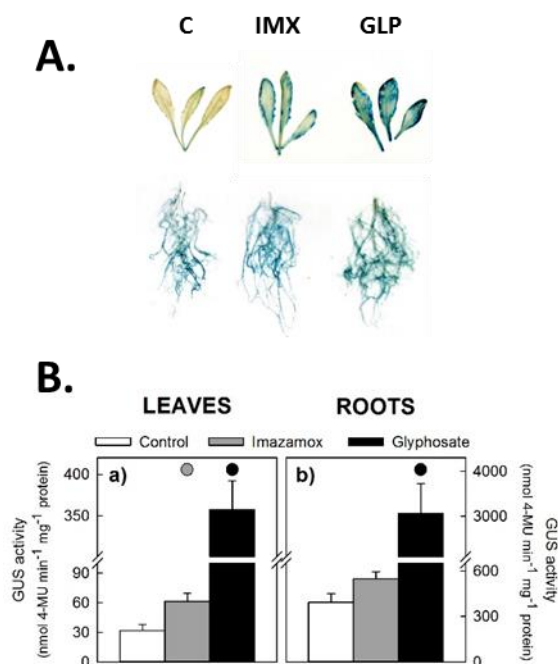 C IMX GLP
A.
B.
LEAVES ROOTS
Control Imazamox Glyphosate
a)
b)
GUS activity
(nmol 4-MU min⁻¹ mg⁻¹ protein)
400
350
90
60
30
0
4000
3000
600
300
0
GUS activity
(nmol 4-MU min⁻¹ mg⁻¹ protein)